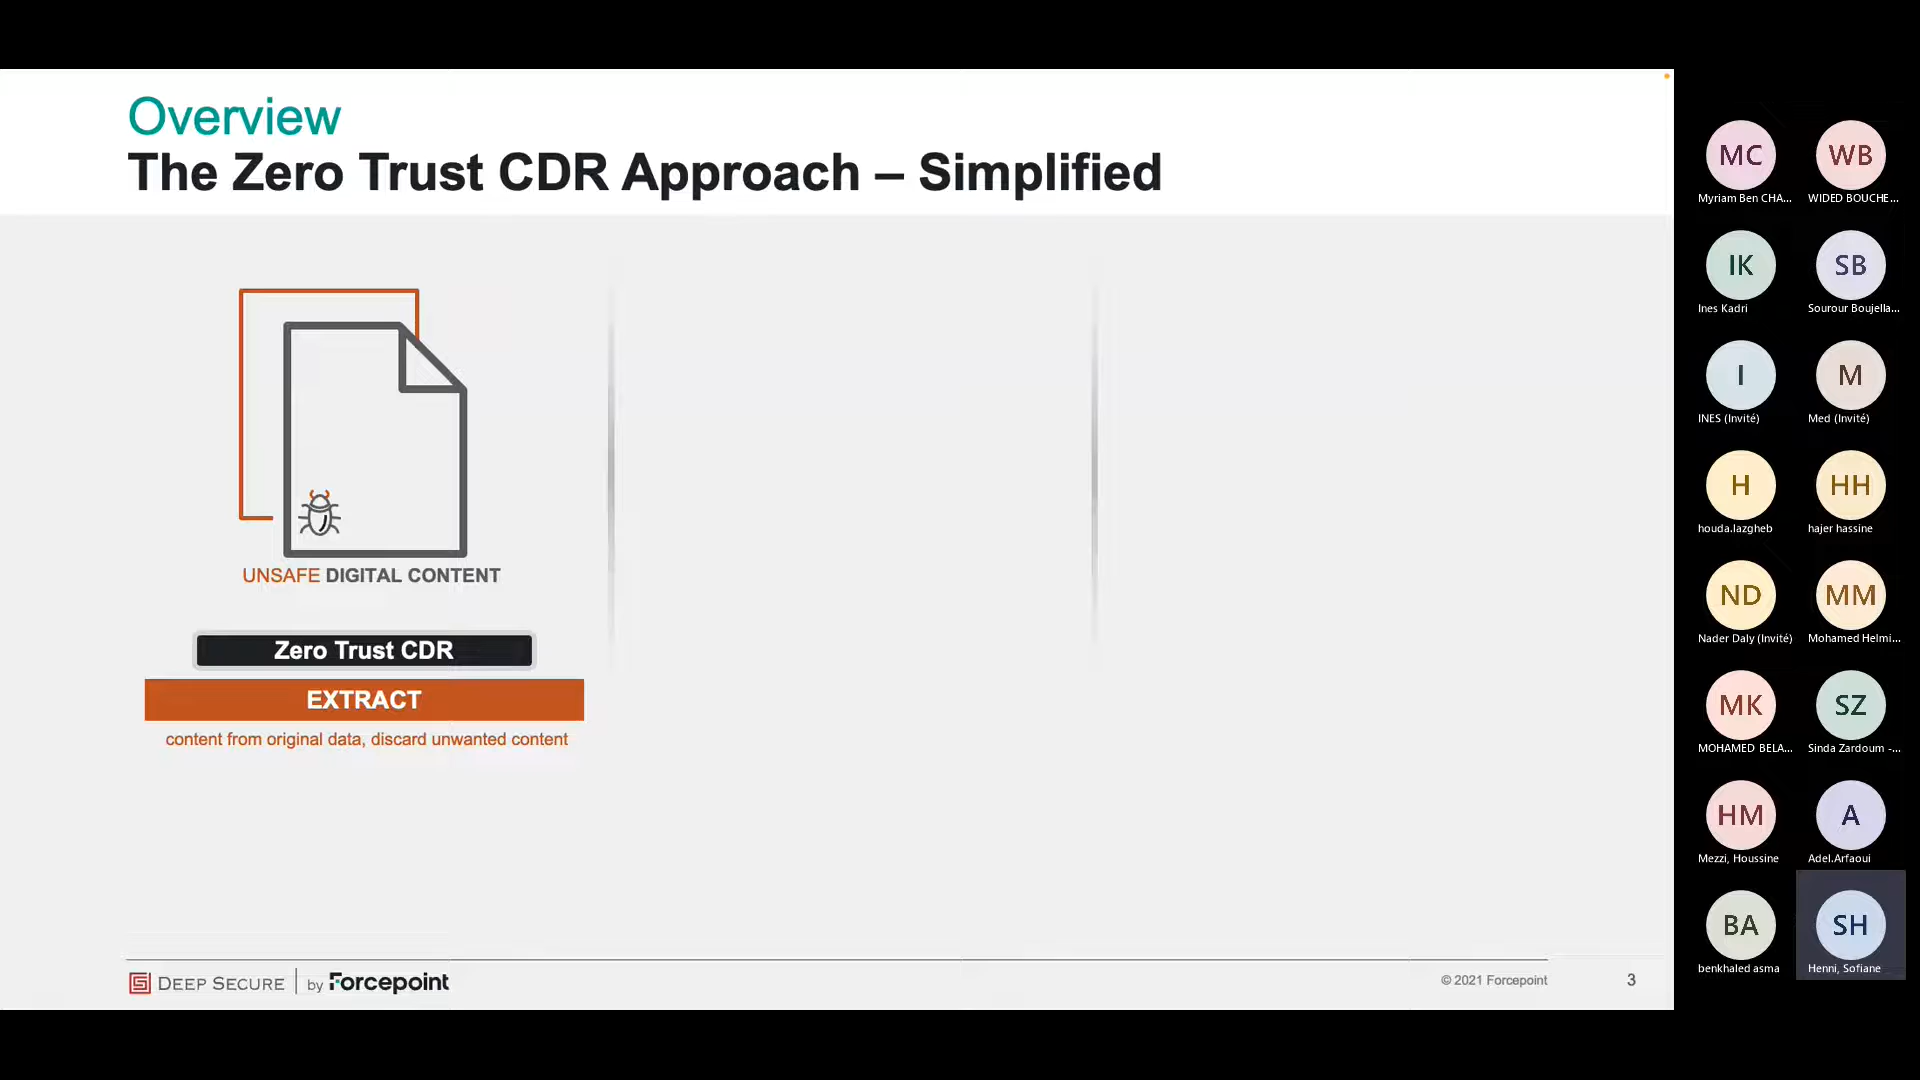 Overview
The Zero Trust CDR Approach – Simplified
UNSAFE DIGITAL CONTENT
Zero Trust CDR
EXTRACT
content from original data, discard unwanted content
DEEP SECURE by Forcepoint
© 2021 Forcepoint
3
MC
WB
Myriam Ben CHA...
WIDED BOUCHE...
IK
SB
Ines Kadri
Sourour Boujella...
I
M
INES (Invité)
Med (Invité)
H
HH
houda.lazgheb
hajer hassine
ND
MM
Nader Daly (Invité)
Mohamed Helmi...
MK
SZ
MOHAMED BELA...
Sinda Zardoum -...
HM
A
Mezzi, Houssine
Adel.Arfaoui
BA
SH
benkhaled asma
Henni, Sofiane